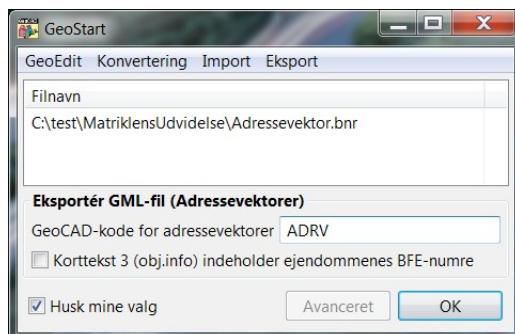 GeoStart
GeoEdit Konvertering Import Eksport
Filnavn
C:\test\MatriklensUdvidelse\Adressevektor.bnr
Eksportér GML-fil (Adressevektorer)
GeoCAD-kode for adressevektorer ADRV
Korttekst 3 (obj.info) indeholder ejendommenes BFE-numre
Husk mine valg Avanceret OK